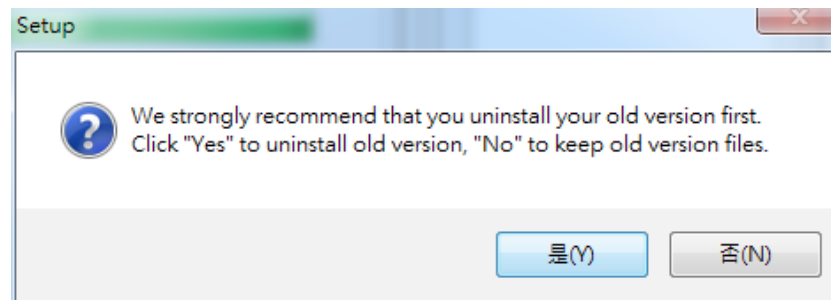 Setup
We strongly recommend that you uninstall your old version first.
Click "Yes" to uninstall old version, "No" to keep old version files.
是(Y)
否(N)